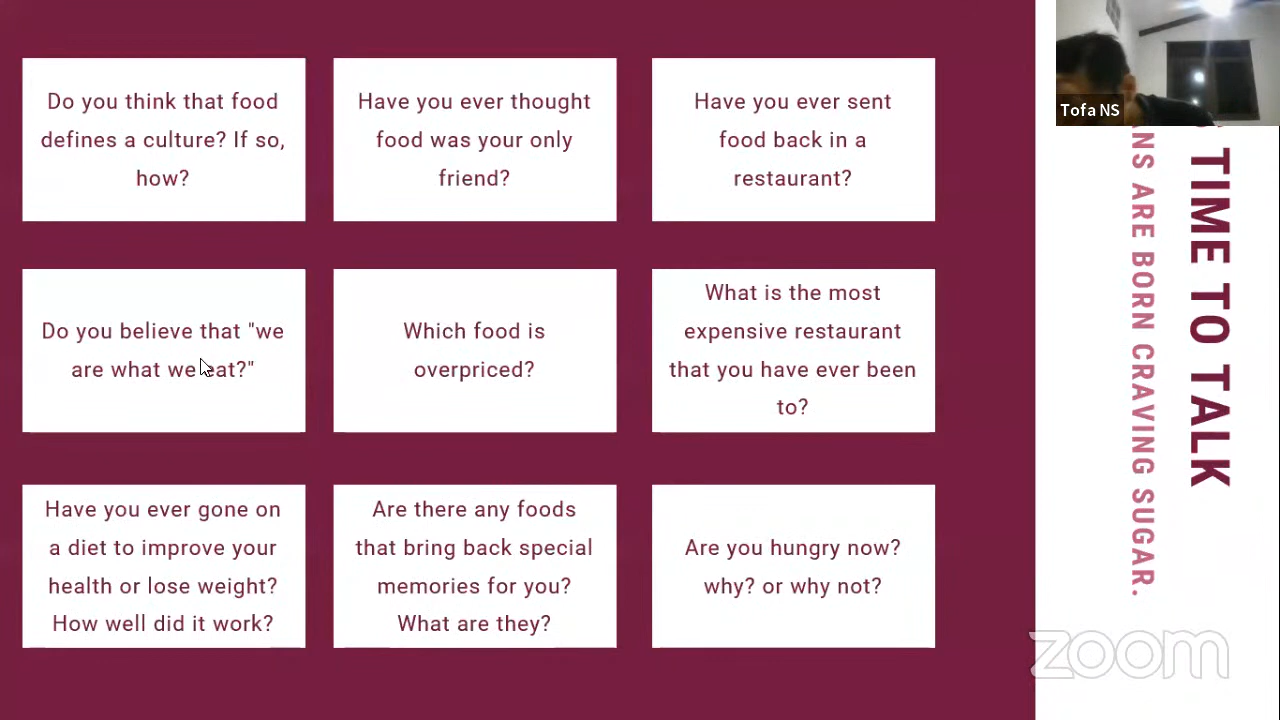 Do you think that food
defines a culture? If so,
how?
Have you ever thought
food was your only
friend?
Have you ever sent
food back in a
restaurant?
Do you believe that "we
are what we eat?"
Which food is
overpriced?
What is the most
expensive restaurant
that you have ever been
to?
Have you ever gone on
a diet to improve your
health or lose weight?
How well did it work?
Are there any foods
that bring back special
memories for you?
What are they?
Are you hungry now?
why? or why not?
Tofa NS
TIME TO TALK
ARE BORN CRAVING SUGAR.
zoom